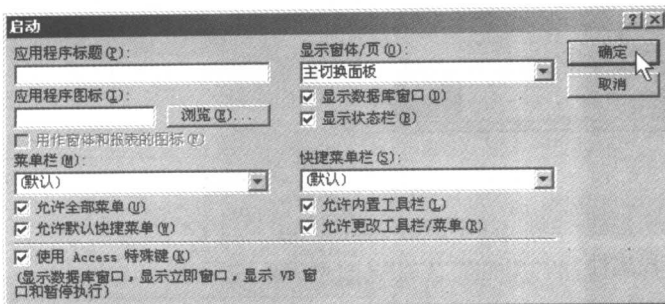 启动
应用程序标题(P):
显示窗体/页(O):
确定
主切换面板
取消
应用程序图标(I):
显示数据库窗口(D)
浏览(E)...
显示状态栏(B)
用作窗体和报表的图标(F)
菜单栏(M):
快捷菜单栏(S):
(默认)
(默认)
允许全部菜单(U)
允许内置工具栏(L)
允许默认快捷菜单(W)
允许更改工具栏/菜单(R)
使用 Access 特殊键(K)
(显示数据库窗口，显示立即窗口，显示 VB 窗
口和暂停执行)